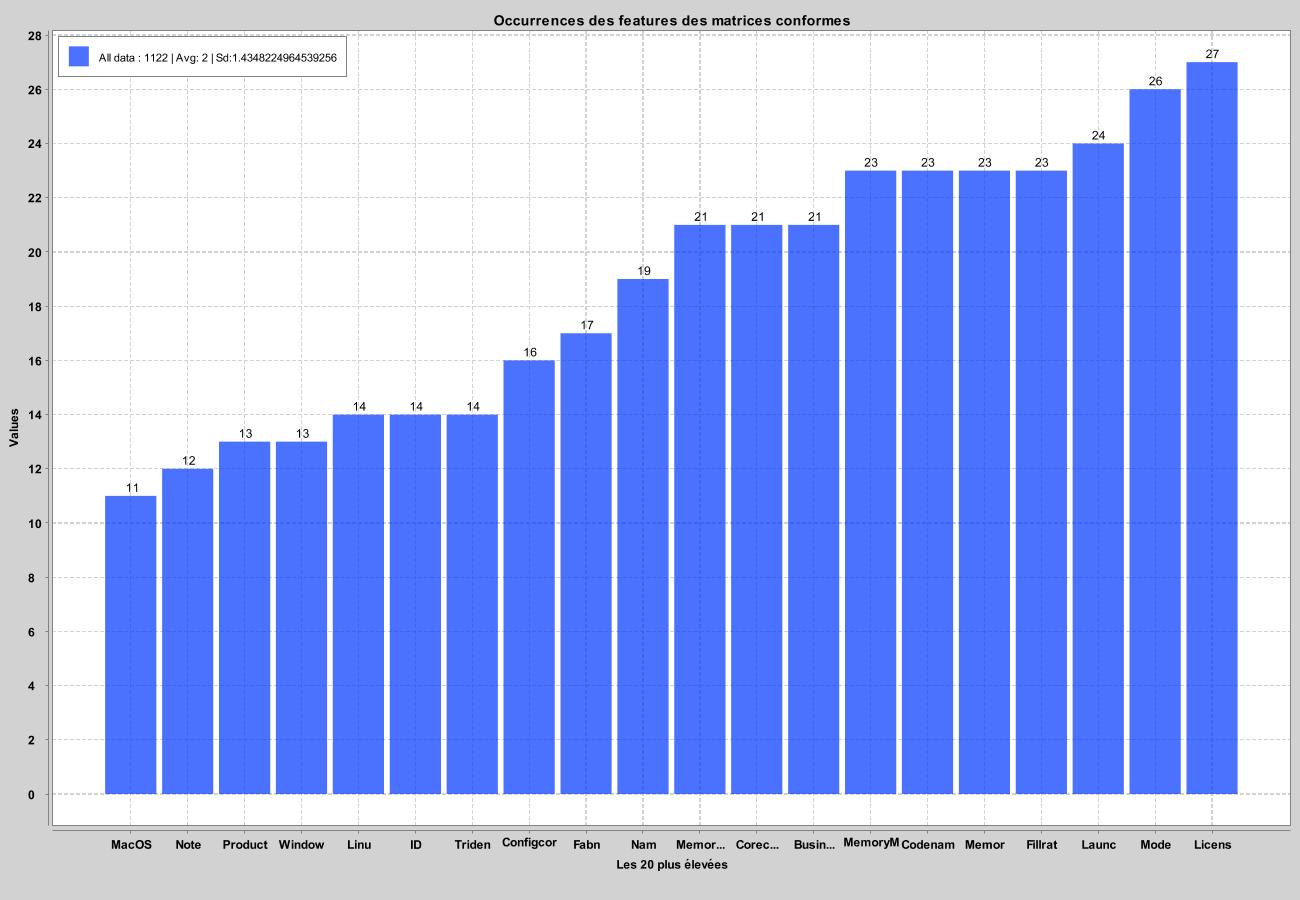 Occurrences des features des matrices conformes
All data : 1122 | Avg: 2 | Sd:1.4348224964539256
Values
28
26
24
22
20
18
16
14
12
10
8
6
4
2
0
11 12 13 13 14 14 14 16 17 19 21 21 21 23 23 23 23 24 26 27
MacOS Note Product Window Linu ID Triden Configcor Fabn Nam Memor... Corec... Busin... MemoryM Codenam Memor Fillrat Launc Mode Licens
Les 20 plus élevées